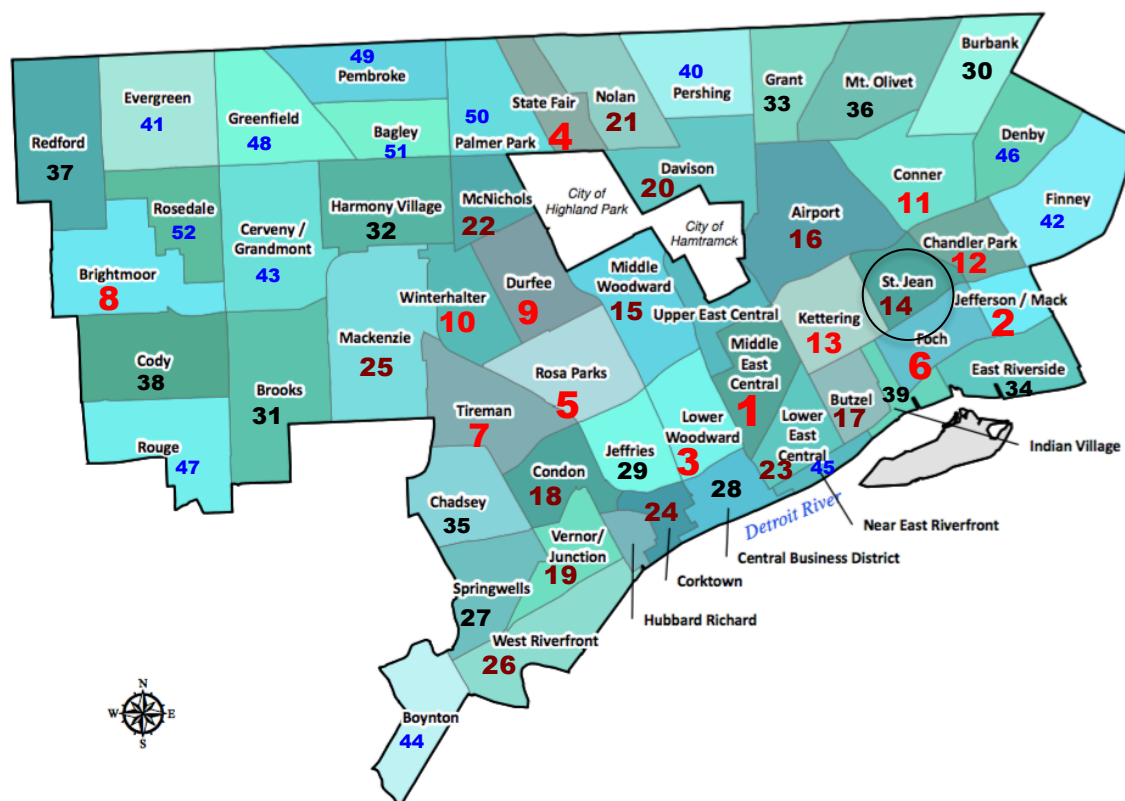 49
Pembroke
Evergreen
41
Greenfield
48
Bagley
51
50
Palmer Park
State Fair
4
Nolan
21
40
Pershing
Grant
33
Mt. Olivet
36
Burbank
30
Redford
37
Denby
46
Rosedale
52
Cerveny /
Grandmont
43
Harmony Village
32
McNichols
22
City of
Highland Park
Davison
20
City of
Hamtramck
Airport
16
Conner
11
Finney
42
Brightmoor
8
Winterhalter
10
Durfee
9
Middle
Woodward
15
Upper East Central
Kettering
13
St. Jean
14
Chandler Park
12
Jefferson / Mack
2
Foch
6
Cody
38
Brooks
31
Mackenzie
25
Rosa Parks
5
Middle
East
Central
1
Butzel
17
39
East Riverside
34
Indian Village
Rouge
47
Tireman
7
Jeffries
29
Lower
Woodward
3
Lower
East
Central
23
45
Condon
18
28
24
Detroit River
Near East Riverfront
Chadsey
35
Vernor/
Junction
19
Central Business District
Corktown
Hubbard Richard
Springwells
27
West Riverfront
26
Boynton
44
N
W
E
S